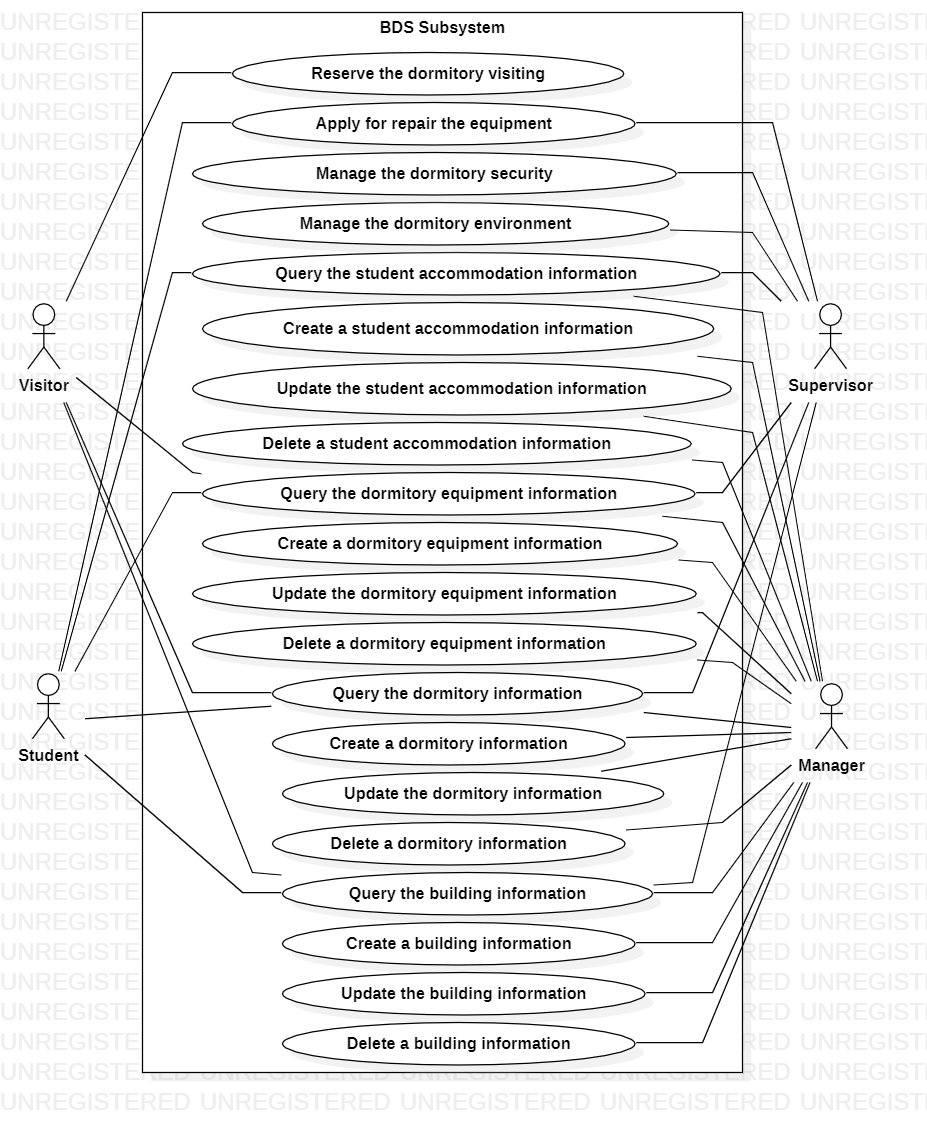 BDS Subsystem
Reserve the dormitory visiting
Apply for repair the equipment
Manage the dormitory security
Manage the dormitory environment
Query the student accommodation information
Create a student accommodation information
Visitor
Supervisor
Update the student accommodation information
Delete a student accommodation information
Query the dormitory equipment information
Create a dormitory equipment information
Update the dormitory equipment information
Delete a dormitory equipment information
Query the dormitory information
Create a dormitory information
Student
Manager
Update the dormitory information
Delete a dormitory information
Query the building information
Create a building information
Update the building information
Delete a building information
UNREGISTERED UNREGISTERED UNREGISTERED UNREGISTERED UNREGISTE